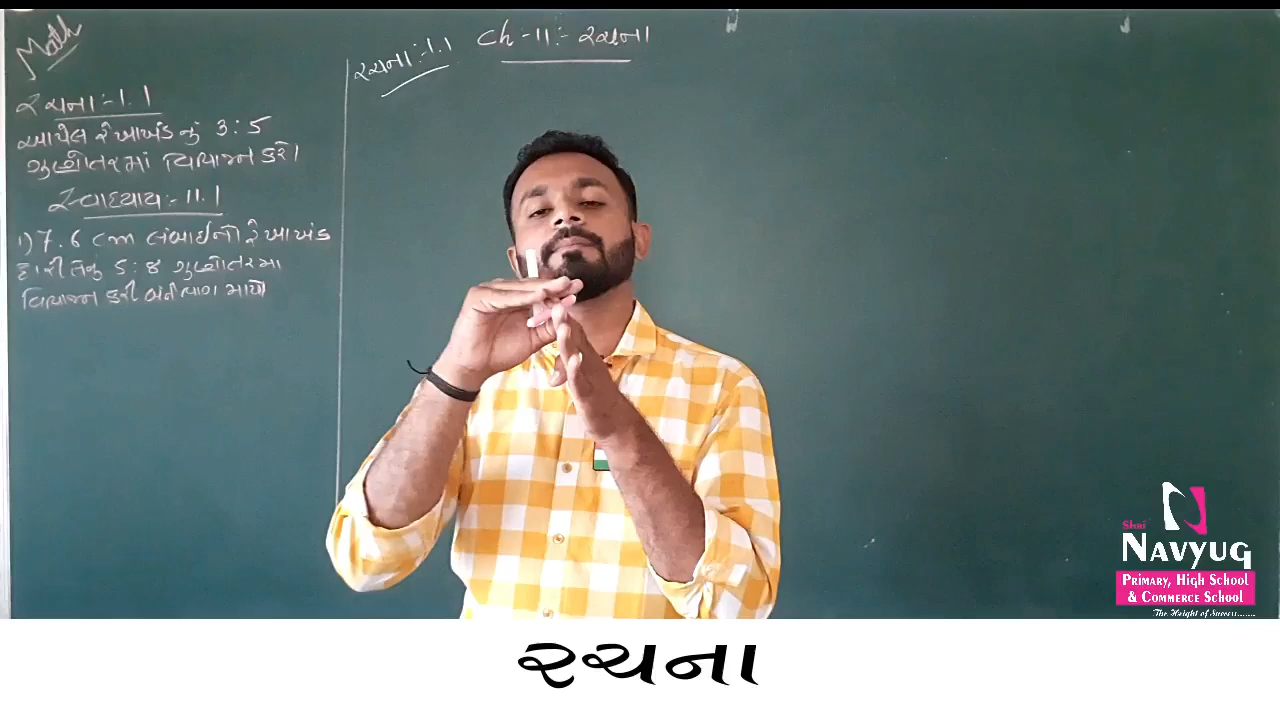 Math
રચના:-1.1
આપેલ રેખાખંડનું 3:5
ગુણોતરમાં વિભાજન કરો
સ્વાધ્યાય:-11.1
1) 7.6 cm લંબાઈનો રેખાખંડ
દોરી તેનું 5:8 ગુણોતરમા
વિભાજન કરી બંને ભાગ માપો
રચના:-1.1
Ch-11:- રચના
Shri
NAVYUG
PRIMARY, HIGH SCHOOL
& COMMERCE SCHOOL
The Height of Success.......
રચના